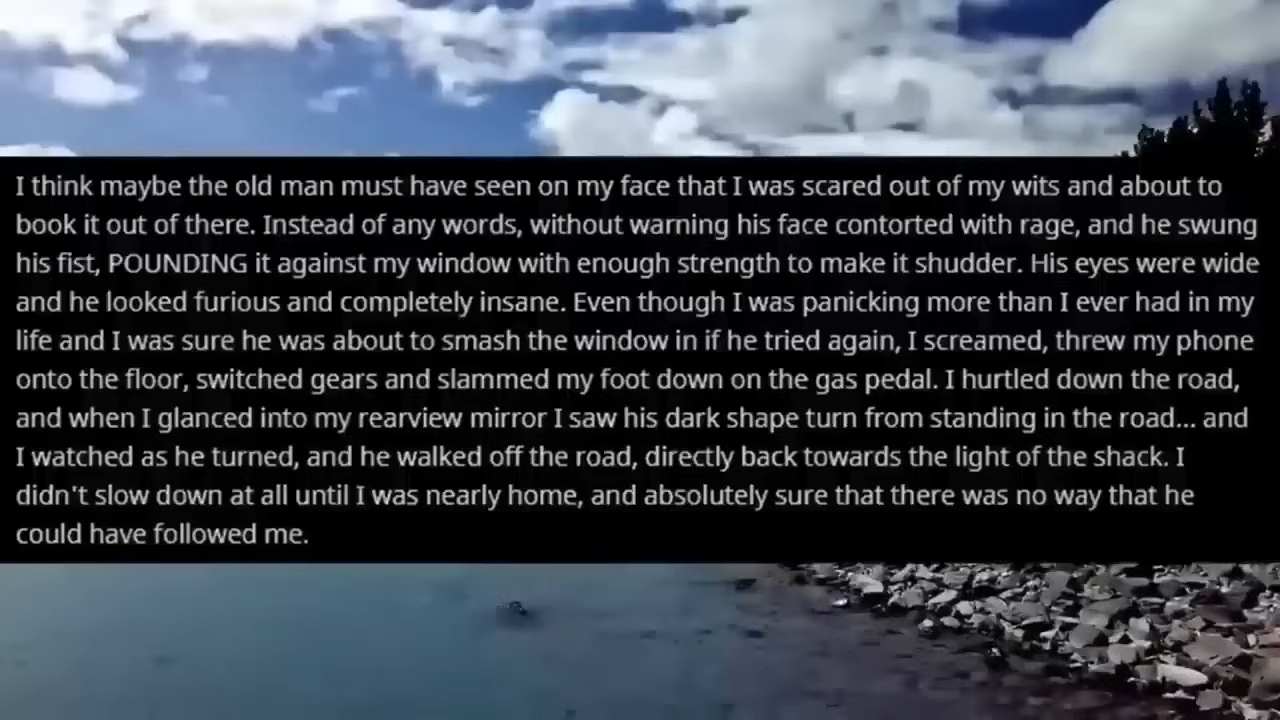 I think maybe the old man must have seen on my face that I was scared out of my wits and about to
book it out of there. Instead of any words, without warning his face contorted with rage, and he swung
his fist, POUNDING it against my window with enough strength to make it shudder. His eyes were wide
and he looked furious and completely insane. Even though I was panicking more than I ever had in my
life and I was sure he was about to smash the window in if he tried again, I screamed, threw my phone
onto the floor, switched gears and slammed my foot down on the gas pedal. I hurtled down the road,
and when I glanced into my rearview mirror I saw his dark shape turn from standing in the road... and
I watched as he turned, and he walked off the road, directly back towards the light of the shack. I
didn't slow down at all until I was nearly home, and absolutely sure that there was no way that he
could have followed me.